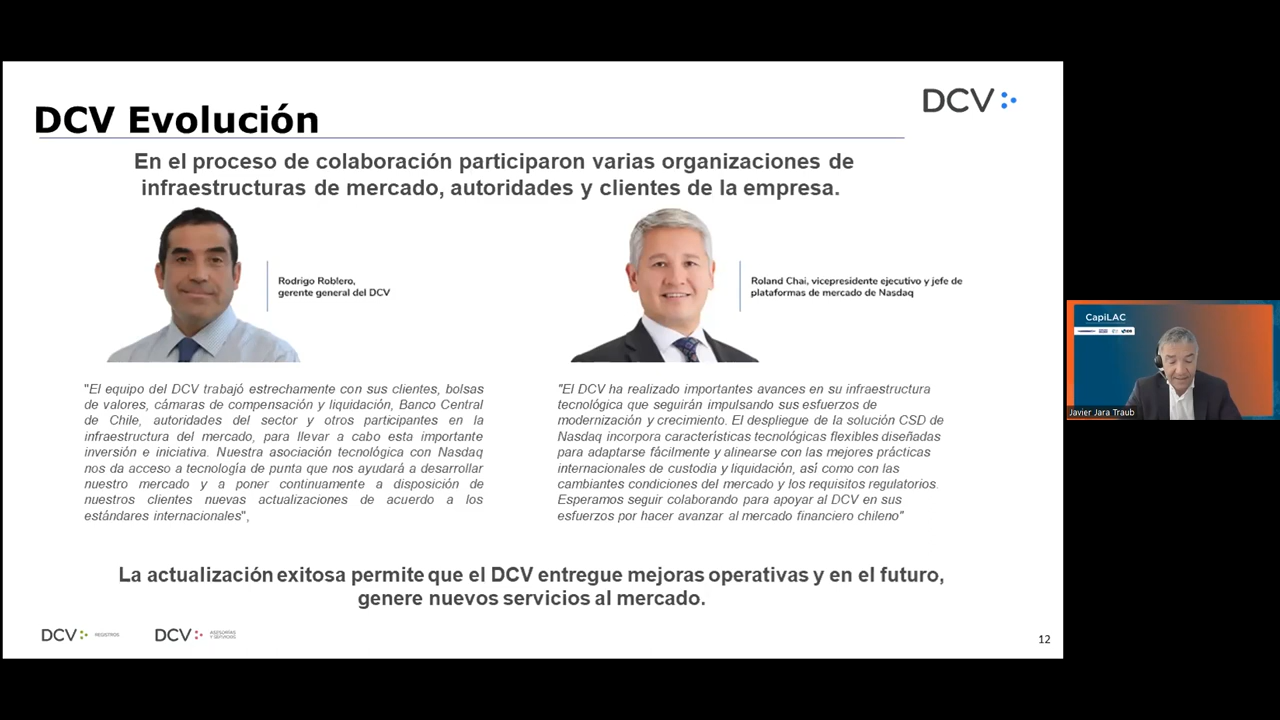 DCV
DCV Evolución
En el proceso de colaboración participaron varias organizaciones de
infraestructuras de mercado, autoridades y clientes de la empresa.
Rodrigo Roblero,
gerente general del DCV
Roland Chai, vicepresidente ejecutivo y jefe de
plataformas de mercado de Nasdaq
"El equipo del DCV trabajó estrechamente con sus clientes, bolsas
de valores, cámaras de compensación y liquidación, Banco Central
de Chile, autoridades del sector y otros participantes en la
infraestructura del mercado, para llevar a cabo esta importante
inversión e iniciativa. Nuestra asociación tecnológica con Nasdaq
nos da acceso a tecnología de punta que nos ayudará a desarrollar
nuestro mercado y a poner continuamente a disposición de
nuestros clientes nuevas actualizaciones de acuerdo a los
estándares internacionales",
"El DCV ha realizado importantes avances en su infraestructura
tecnológica que seguirán impulsando sus esfuerzos de
modernización y crecimiento. El despliegue de la solución CSD de
Nasdaq incorpora características tecnológicas flexibles diseñadas
para adaptarse fácilmente y alinearse con las mejores prácticas
internacionales de custodia y liquidación, así como con las
cambiantes condiciones del mercado y los requisitos regulatorios.
Esperamos seguir colaborando para apoyar al DCV en sus
esfuerzos por hacer avanzar al mercado financiero chileno"
La actualización exitosa permite que el DCV entregue mejoras operativas y en el futuro,
genere nuevos servicios al mercado.
DCV REGISTROS
DCV ASESORÍAS
Y SERVICIOS
12
CapiLAC
Javier Jara Traub